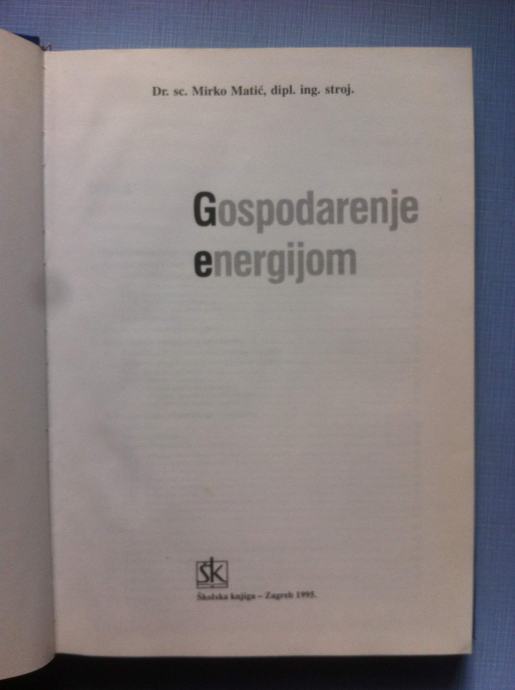 Dr. sc. Mirko Matić, dipl. ing. stroj.
Gospodarenje
energijom
ŠK
Školska knjiga – Zagreb 1995.